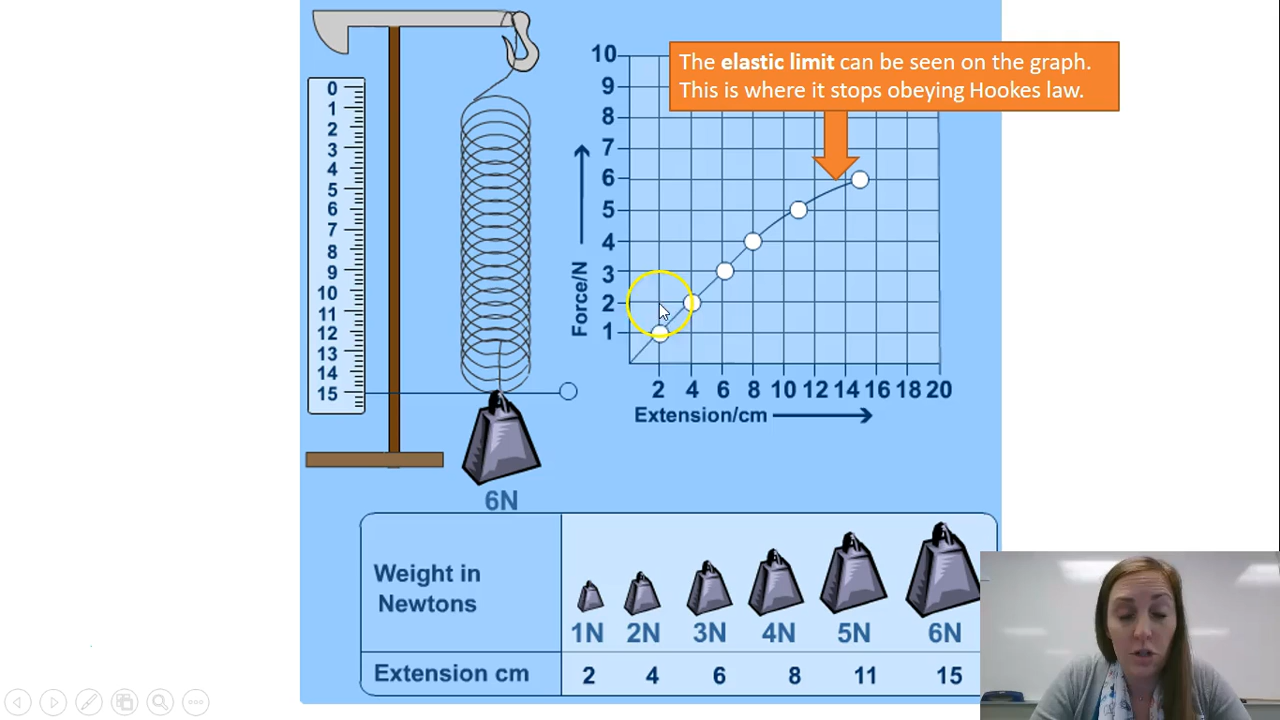 The elastic limit can be seen on the graph.
This is where it stops obeying Hookes law.
0
1
2
3
4
5
6
7
8
9
10
11
12
13
14
15
6N
10
9
8
7
6
5
4
3
2
1
Force/N
2 4 6 8 10 12 14 16 18 20
Extension/cm
Weight in
Newtons
1N 2N 3N 4N 5N 6N
Extension cm 2 4 6 8 11 15